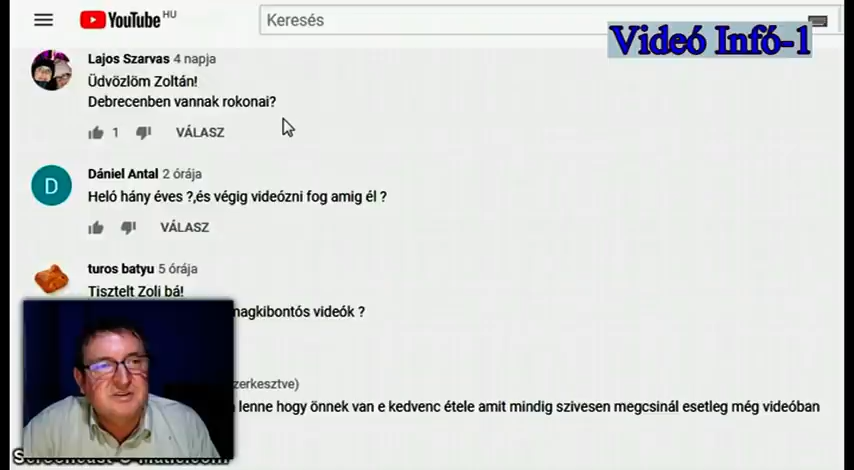 YouTube HU
Keresés
Videó Infó-1
Lajos Szarvas 4 napja
Üdvözlöm Zoltán!
Debrecenben vannak rokonai?
1 VÁLASZ
Dániel Antal 2 órája
Heló hány éves ?,és végig videózni fog amig él ?
VÁLASZ
turos batyu 5 órája
Tisztelt Zoli bá!
nagkibontós videók ?
zerkesztve)
lenne hogy önnek van e kedvenc étele amit mindig szivesen megcsinál esetleg még videóban